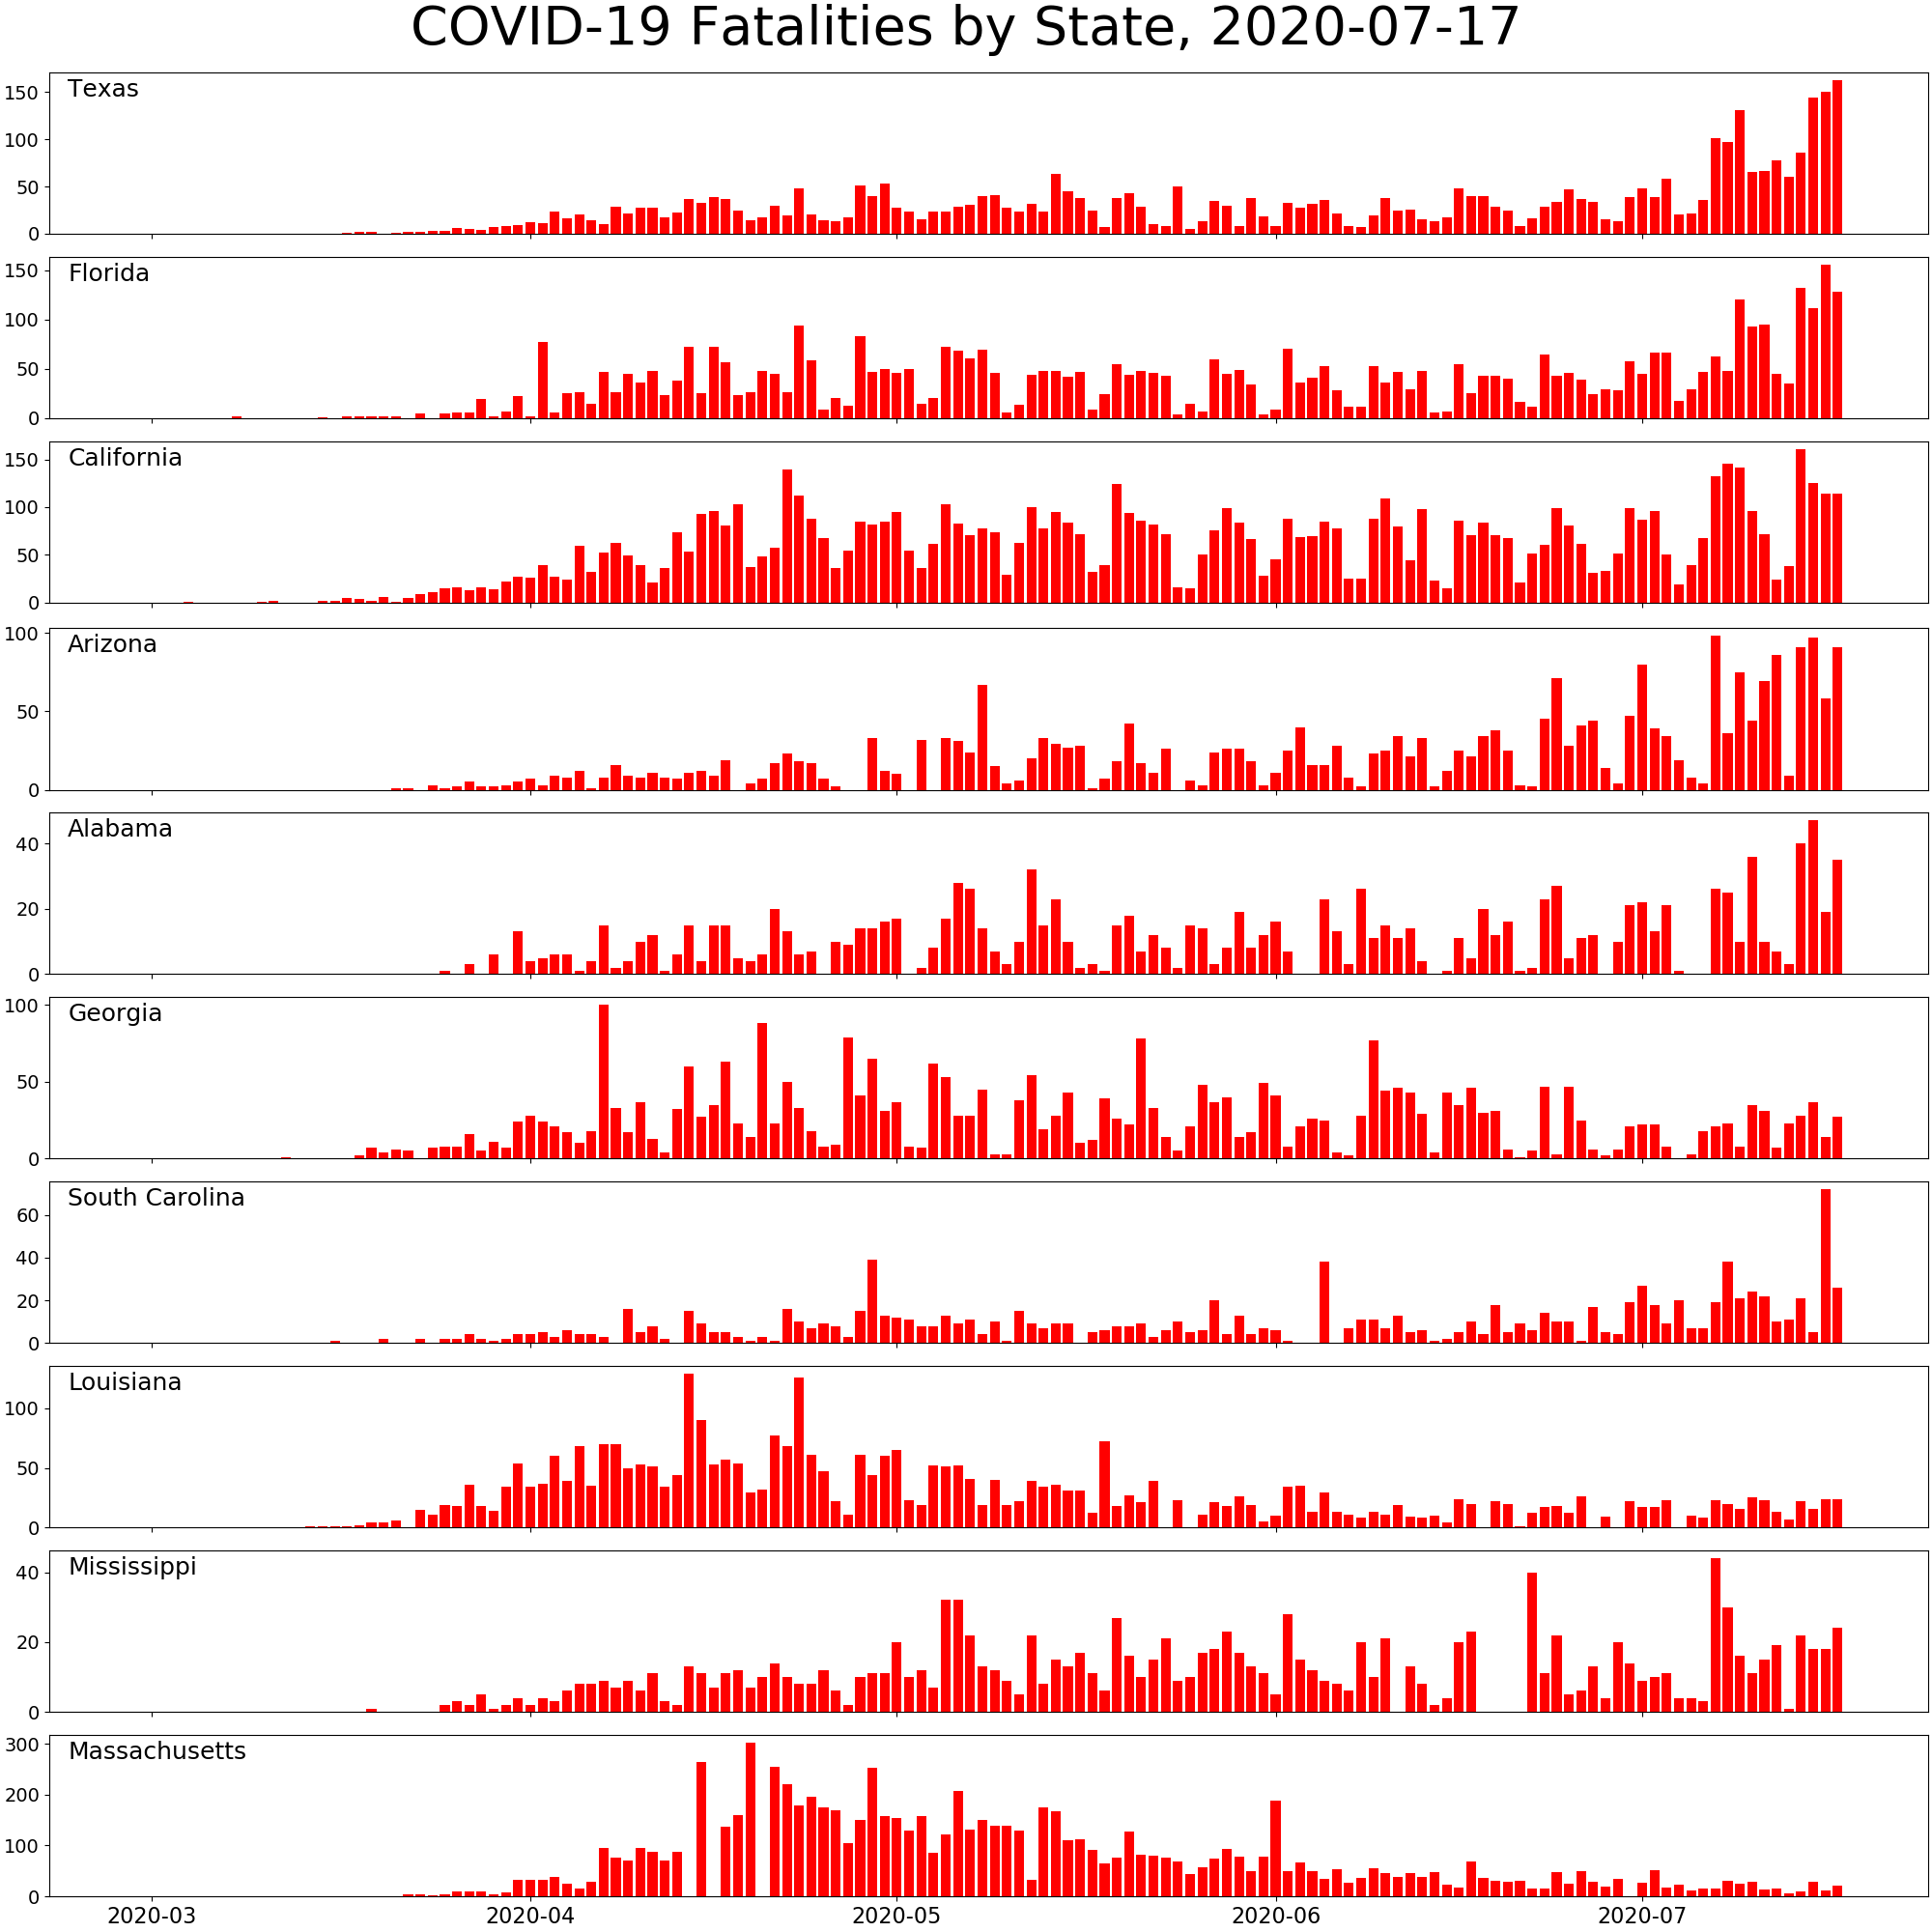 COVID-19 Fatalities by State, 2020-07-17
Texas
150
100
50
0
Florida
150
100
50
0
California
150
100
50
0
Arizona
100
50
0
Alabama
40
20
0
Georgia
100
50
0
South Carolina
60
40
20
0
Louisiana
100
50
0
Mississippi
40
20
0
Massachusetts
300
200
100
0
2020-03 2020-04 2020-05 2020-06 2020-07